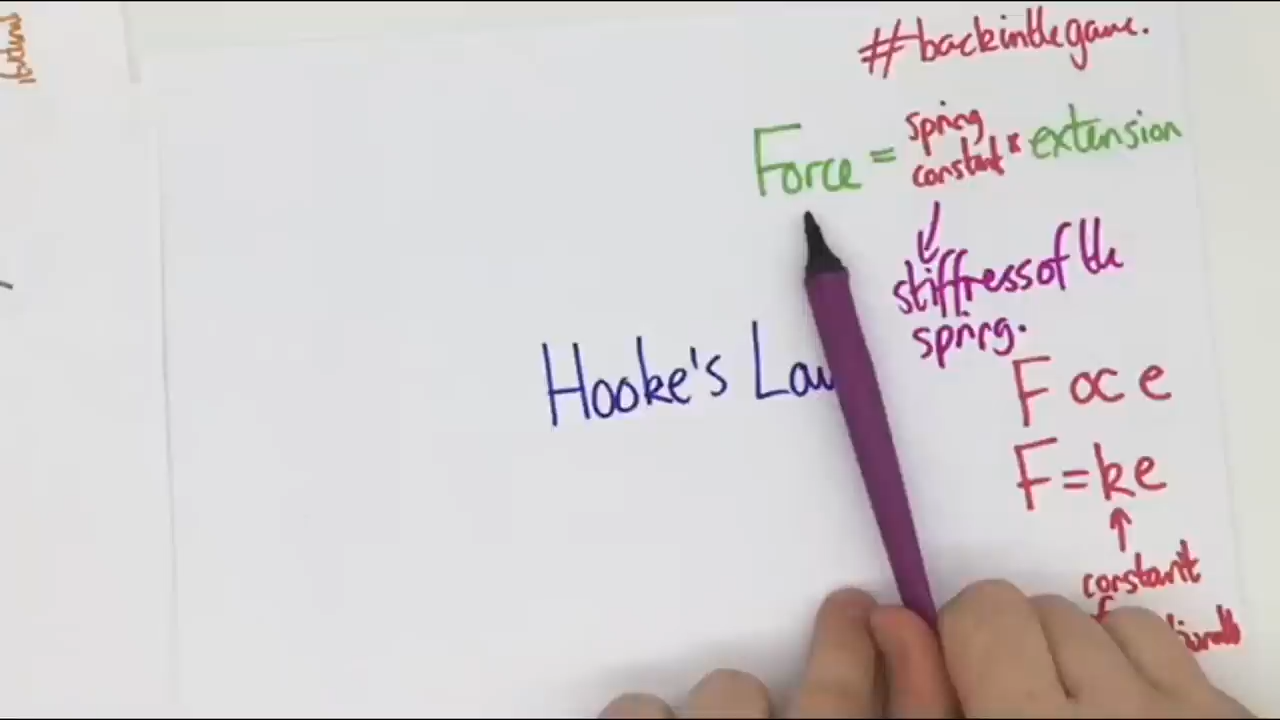 #backinthegame.
Force = spring constant × extension
stiffness of the
spring.
Hooke's Law
F ∝ e
F = ke
constant